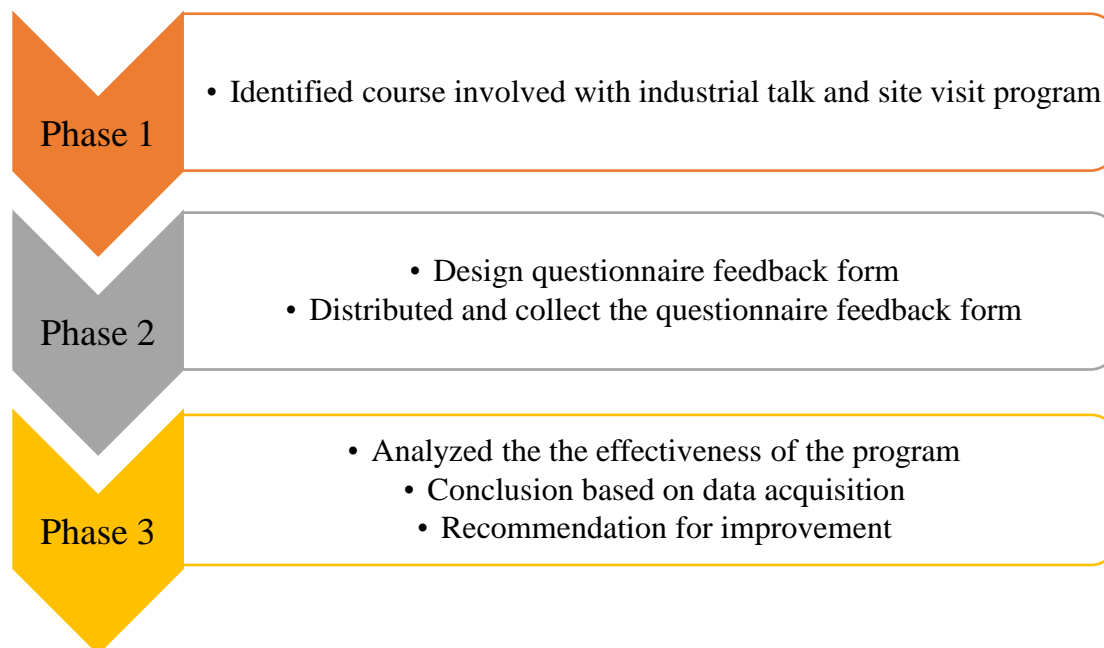 Phase 1
• Identified course involved with industrial talk and site visit program
Phase 2
• Design questionnaire feedback form
• Distributed and collect the questionnaire feedback form
Phase 3
• Analyzed the the effectiveness of the program
• Conclusion based on data acquisition
• Recommendation for improvement